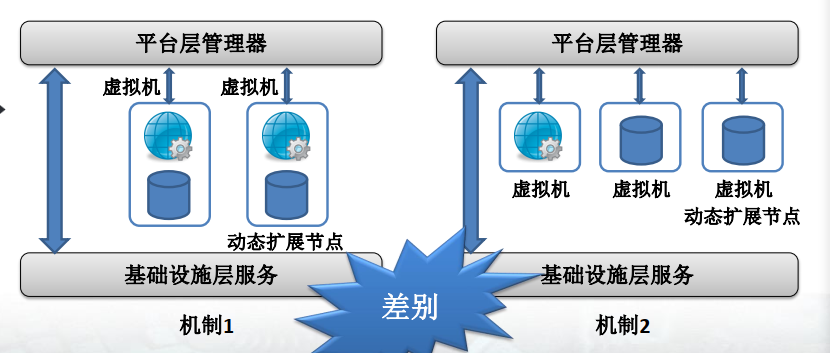 平台层管理器
虚拟机
虚拟机
动态扩展节点
基础设施层服务
机制1
平台层管理器
虚拟机
虚拟机
虚拟机
动态扩展节点
基础设施层服务
机制2
差别